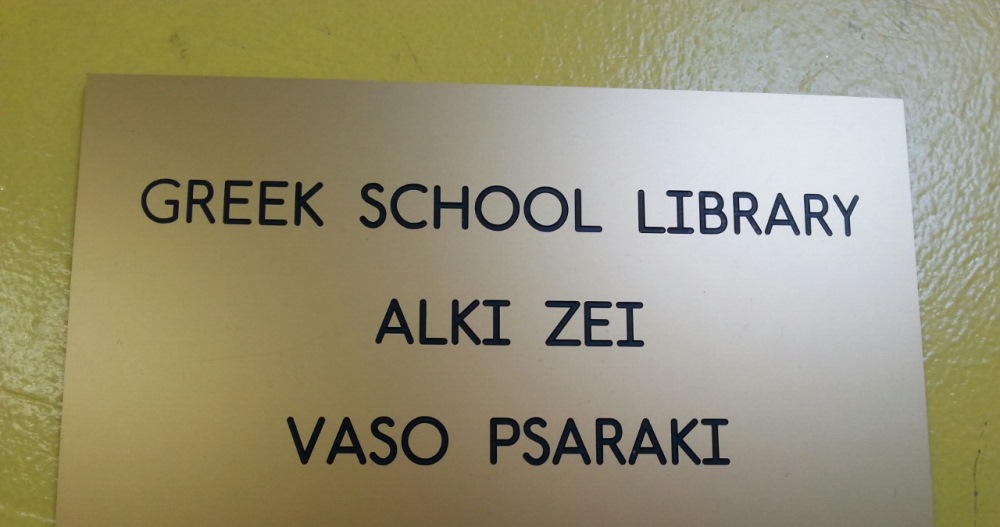 GREEK SCHOOL LIBRARY
ALKI ZEI
VASO PSARAKI